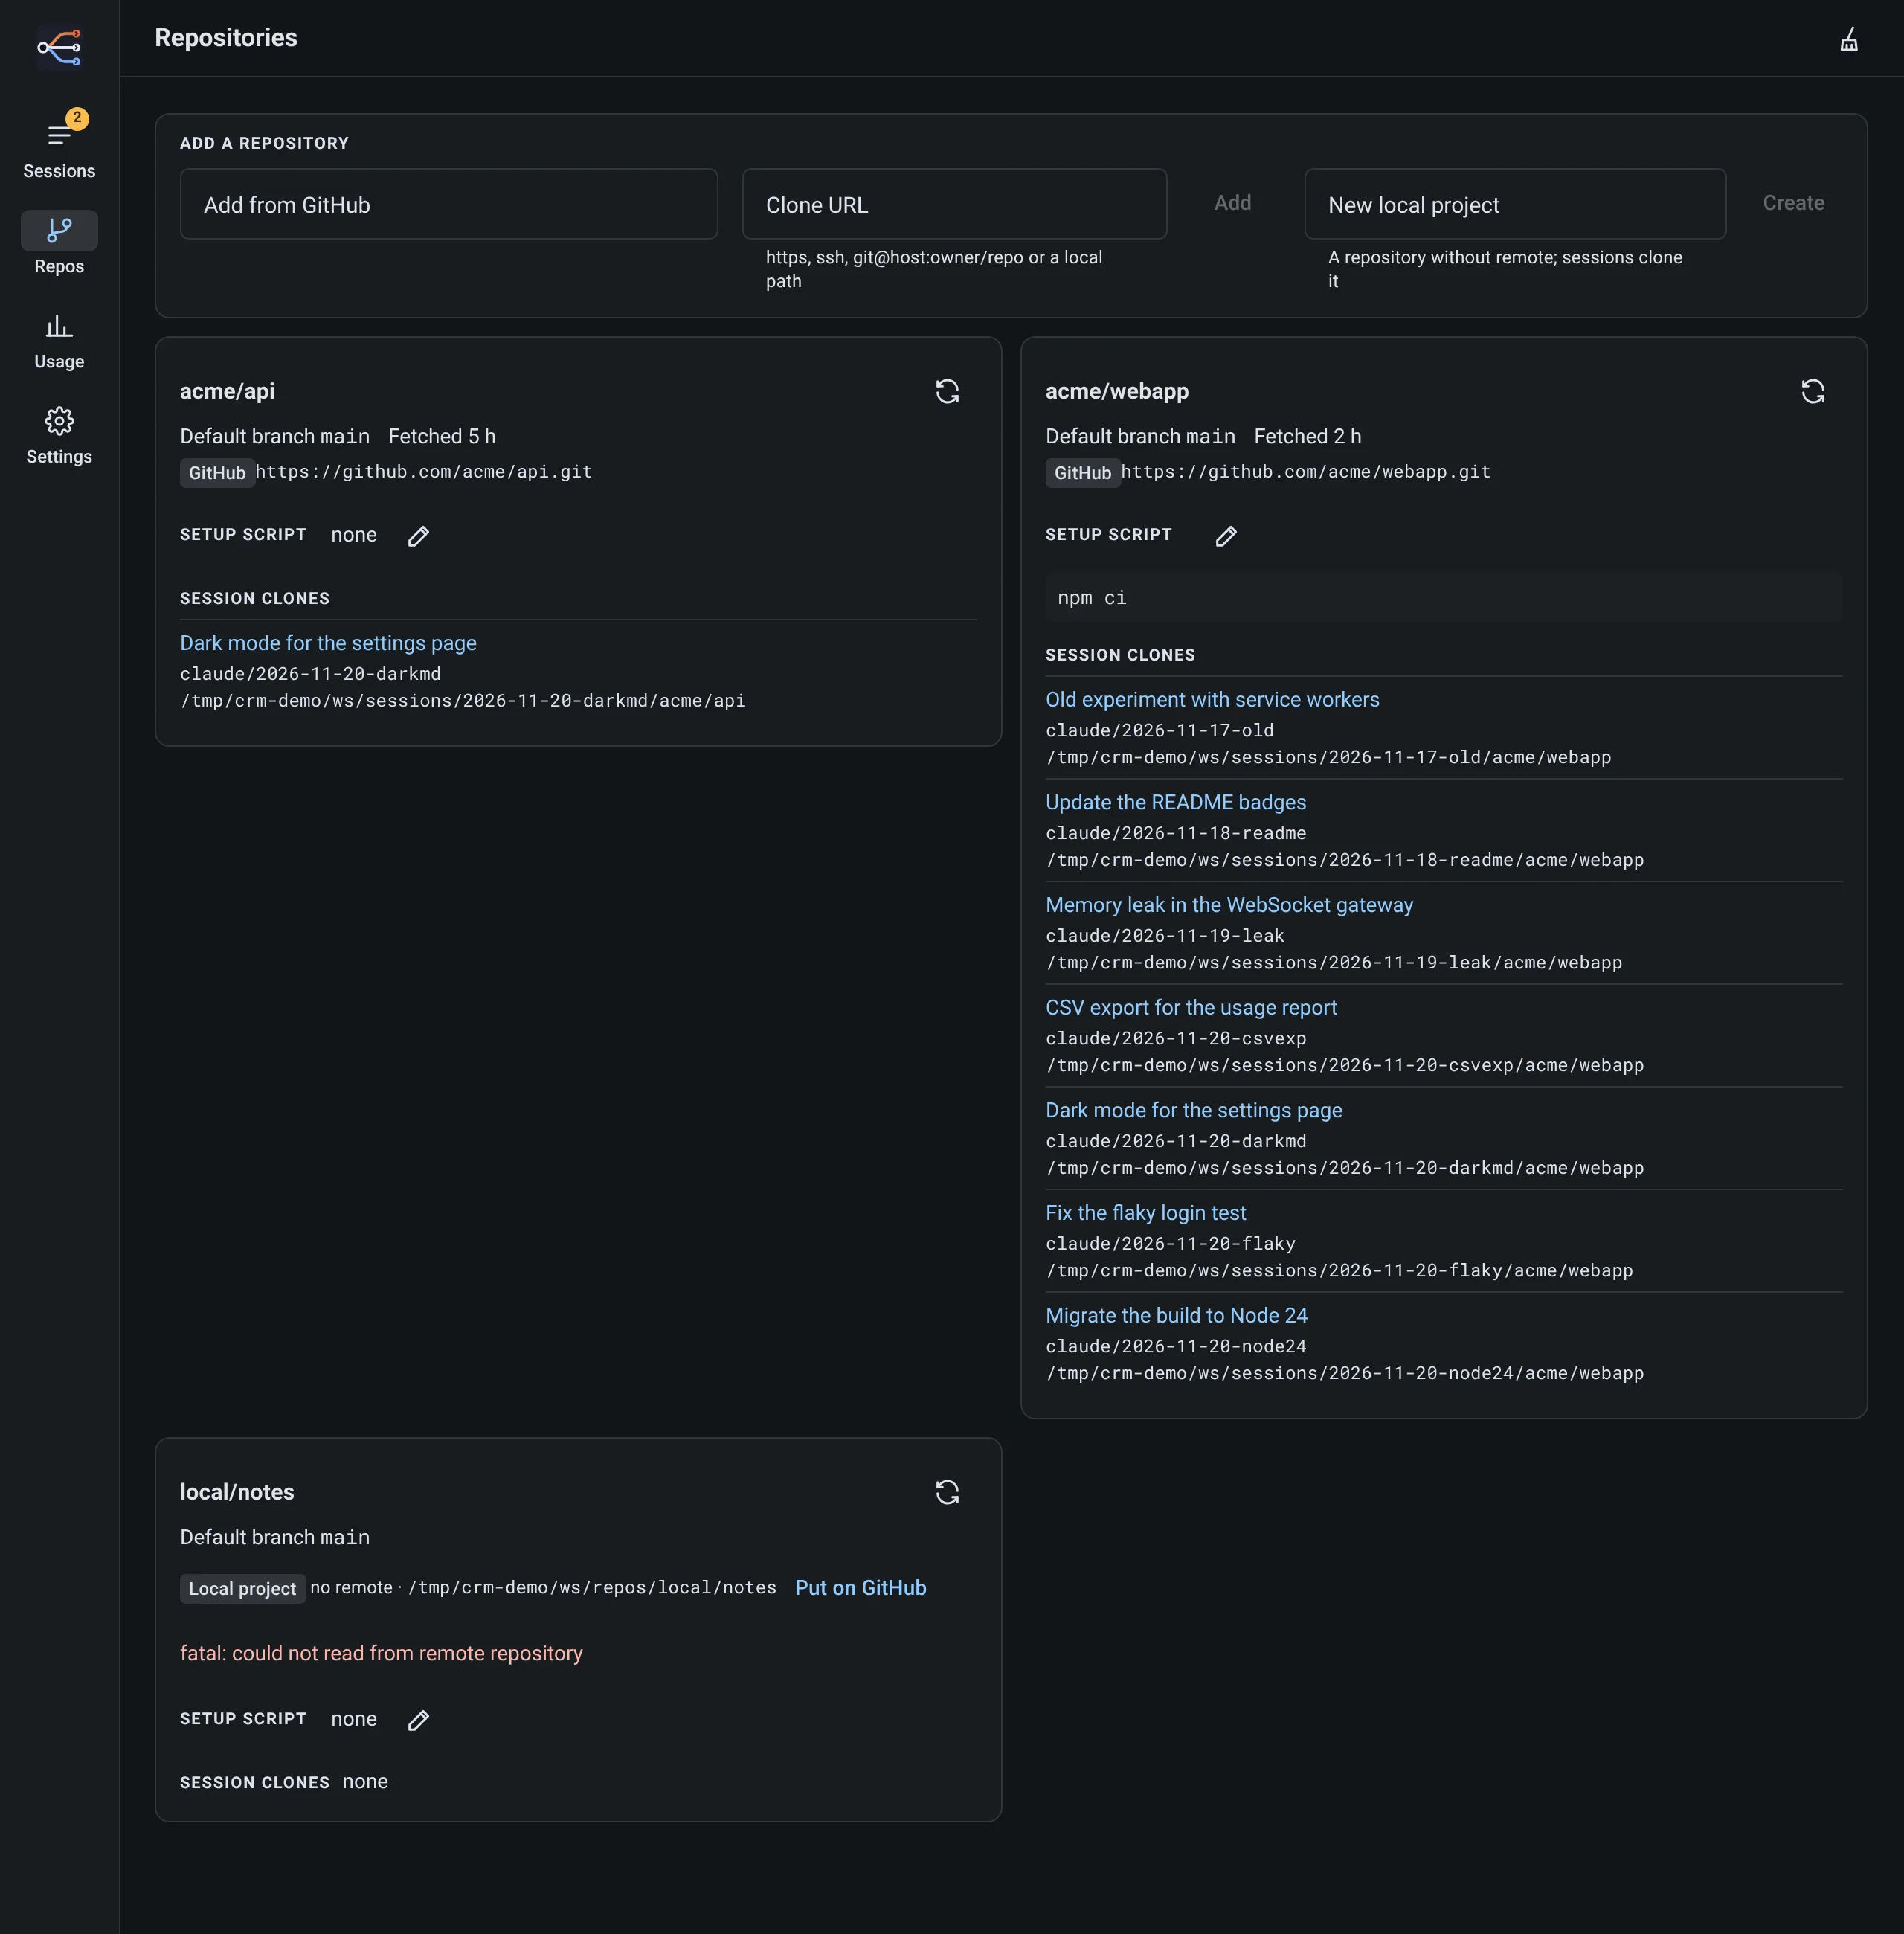 Repositories
2
Sessions
Repos
Usage
Settings
ADD A REPOSITORY
Add from GitHub
Clone URL
Add
New local project
Create
https, ssh, git@host:owner/repo or a local
path
A repository without remote; sessions clone
it
acme/api
Default branch main Fetched 5 h
GitHub https://github.com/acme/api.git
SETUP SCRIPT none
SESSION CLONES
Dark mode for the settings page
claude/2026-11-20-darkmd
/tmp/crm-demo/ws/sessions/2026-11-20-darkmd/acme/api
acme/webapp
Default branch main Fetched 2 h
GitHub https://github.com/acme/webapp.git
SETUP SCRIPT
npm ci
SESSION CLONES
Old experiment with service workers
claude/2026-11-17-old
/tmp/crm-demo/ws/sessions/2026-11-17-old/acme/webapp
Update the README badges
claude/2026-11-18-readme
/tmp/crm-demo/ws/sessions/2026-11-18-readme/acme/webapp
Memory leak in the WebSocket gateway
claude/2026-11-19-leak
/tmp/crm-demo/ws/sessions/2026-11-19-leak/acme/webapp
CSV export for the usage report
claude/2026-11-20-csvexp
/tmp/crm-demo/ws/sessions/2026-11-20-csvexp/acme/webapp
Dark mode for the settings page
claude/2026-11-20-darkmd
/tmp/crm-demo/ws/sessions/2026-11-20-darkmd/acme/webapp
Fix the flaky login test
claude/2026-11-20-flaky
/tmp/crm-demo/ws/sessions/2026-11-20-flaky/acme/webapp
Migrate the build to Node 24
claude/2026-11-20-node24
/tmp/crm-demo/ws/sessions/2026-11-20-node24/acme/webapp
local/notes
Default branch main
Local project no remote · /tmp/crm-demo/ws/repos/local/notes Put on GitHub
fatal: could not read from remote repository
SETUP SCRIPT none
SESSION CLONES none